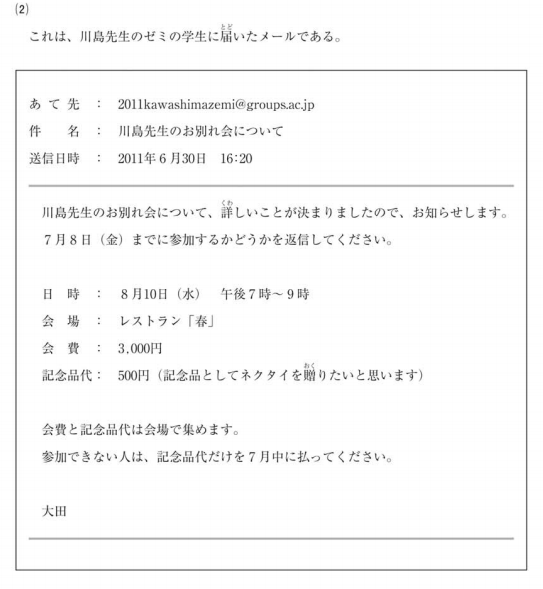 (2)
これは、川島先生のゼミの学生に届いたメールである。
あて先 : 2011kawashimazemi@groups.ac.jp
件名 : 川島先生のお別れ会について
送信日時 : 2011年6月30日 16:20
川島先生のお別れ会について、詳しいことが決まりましたので、お知らせします。
7月8日(金)までに参加するかどうかを返信してください。
日時 : 8月10日(水) 午後7時~9時
会場 : レストラン「春」
会費 : 3,000円
記念品代: 500円(記念品としてネクタイを贈りたいと思います)
会費と記念品代は会場で集めます。
参加できない人は、記念品代だけを7月中に払ってください。
大田